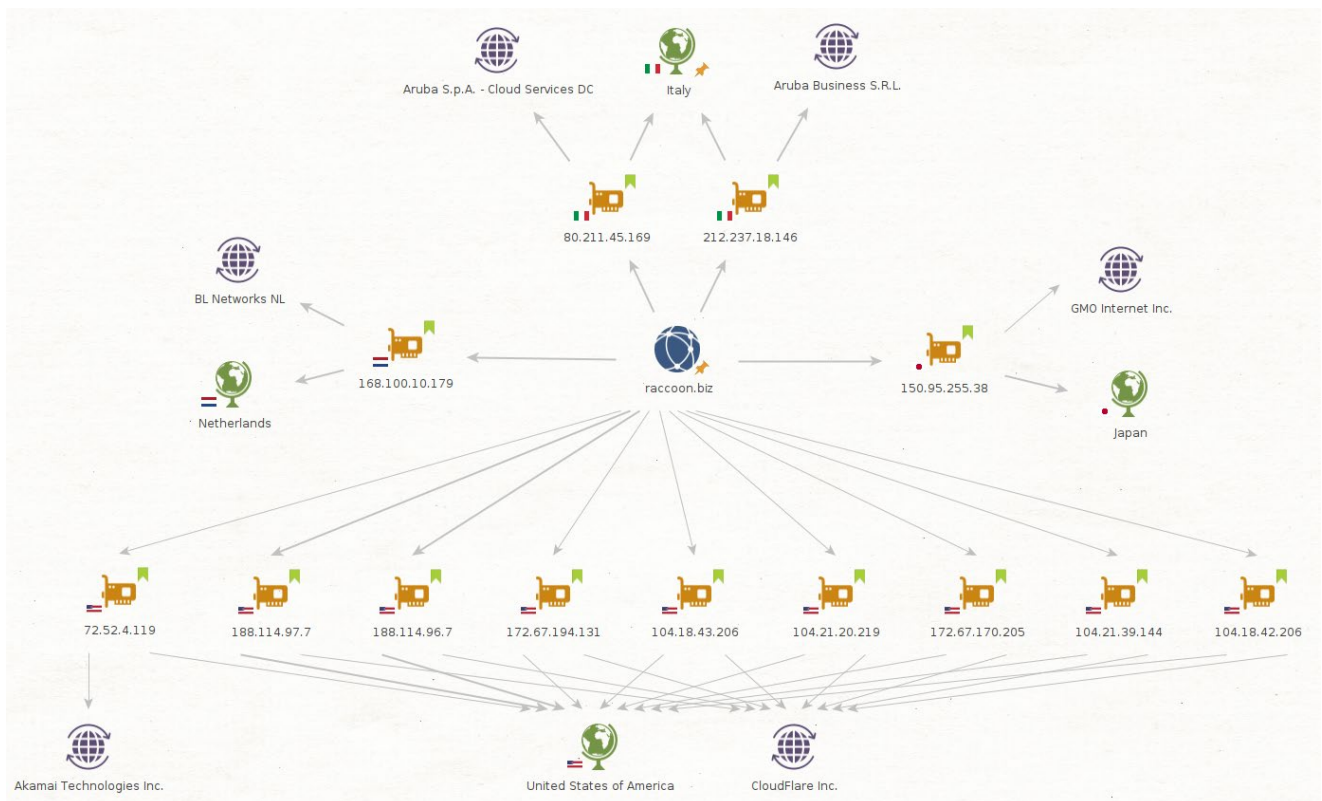 Aruba S.p.A. - Cloud Services DC
Italy
Aruba Business S.R.L.
80.211.45.169
212.237.18.146
BL Networks NL
GMO Internet Inc.
168.100.10.179
raccoon.biz
150.95.255.38
Netherlands
Japan
72.52.4.119
188.114.97.7
188.114.96.7
172.67.194.131
104.18.43.206
104.21.20.219
172.67.170.205
104.21.39.144
104.18.42.206
Akamai Technologies Inc.
United States of America
CloudFlare Inc.